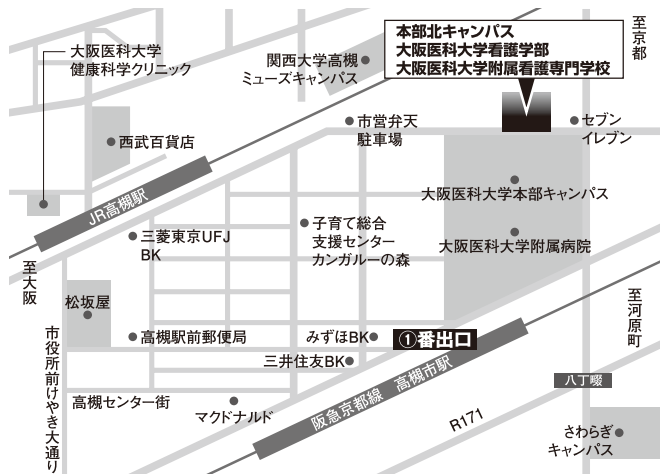 大阪医科大学
健康科学クリニック
関西大学高槻
ミューズキャンパス
本部北キャンパス
大阪医科大学看護学部
大阪医科大学附属看護専門学校
至京都
西武百貨店
市営弁天
駐車場
セブン
イレブン
JR高槻駅
大阪医科大学本部キャンパス
三菱東京UFJ
BK
子育て総合
支援センター
カンガルーの森
大阪医科大学附属病院
至大阪
松坂屋
至河原町
高槻駅前郵便局
みずほBK
①番出口
三井住友BK
市役所前けやき大通り
高槻センター街
マクドナルド
阪急京都線 高槻市駅
八丁畷
R171
さわらぎ
キャンパス